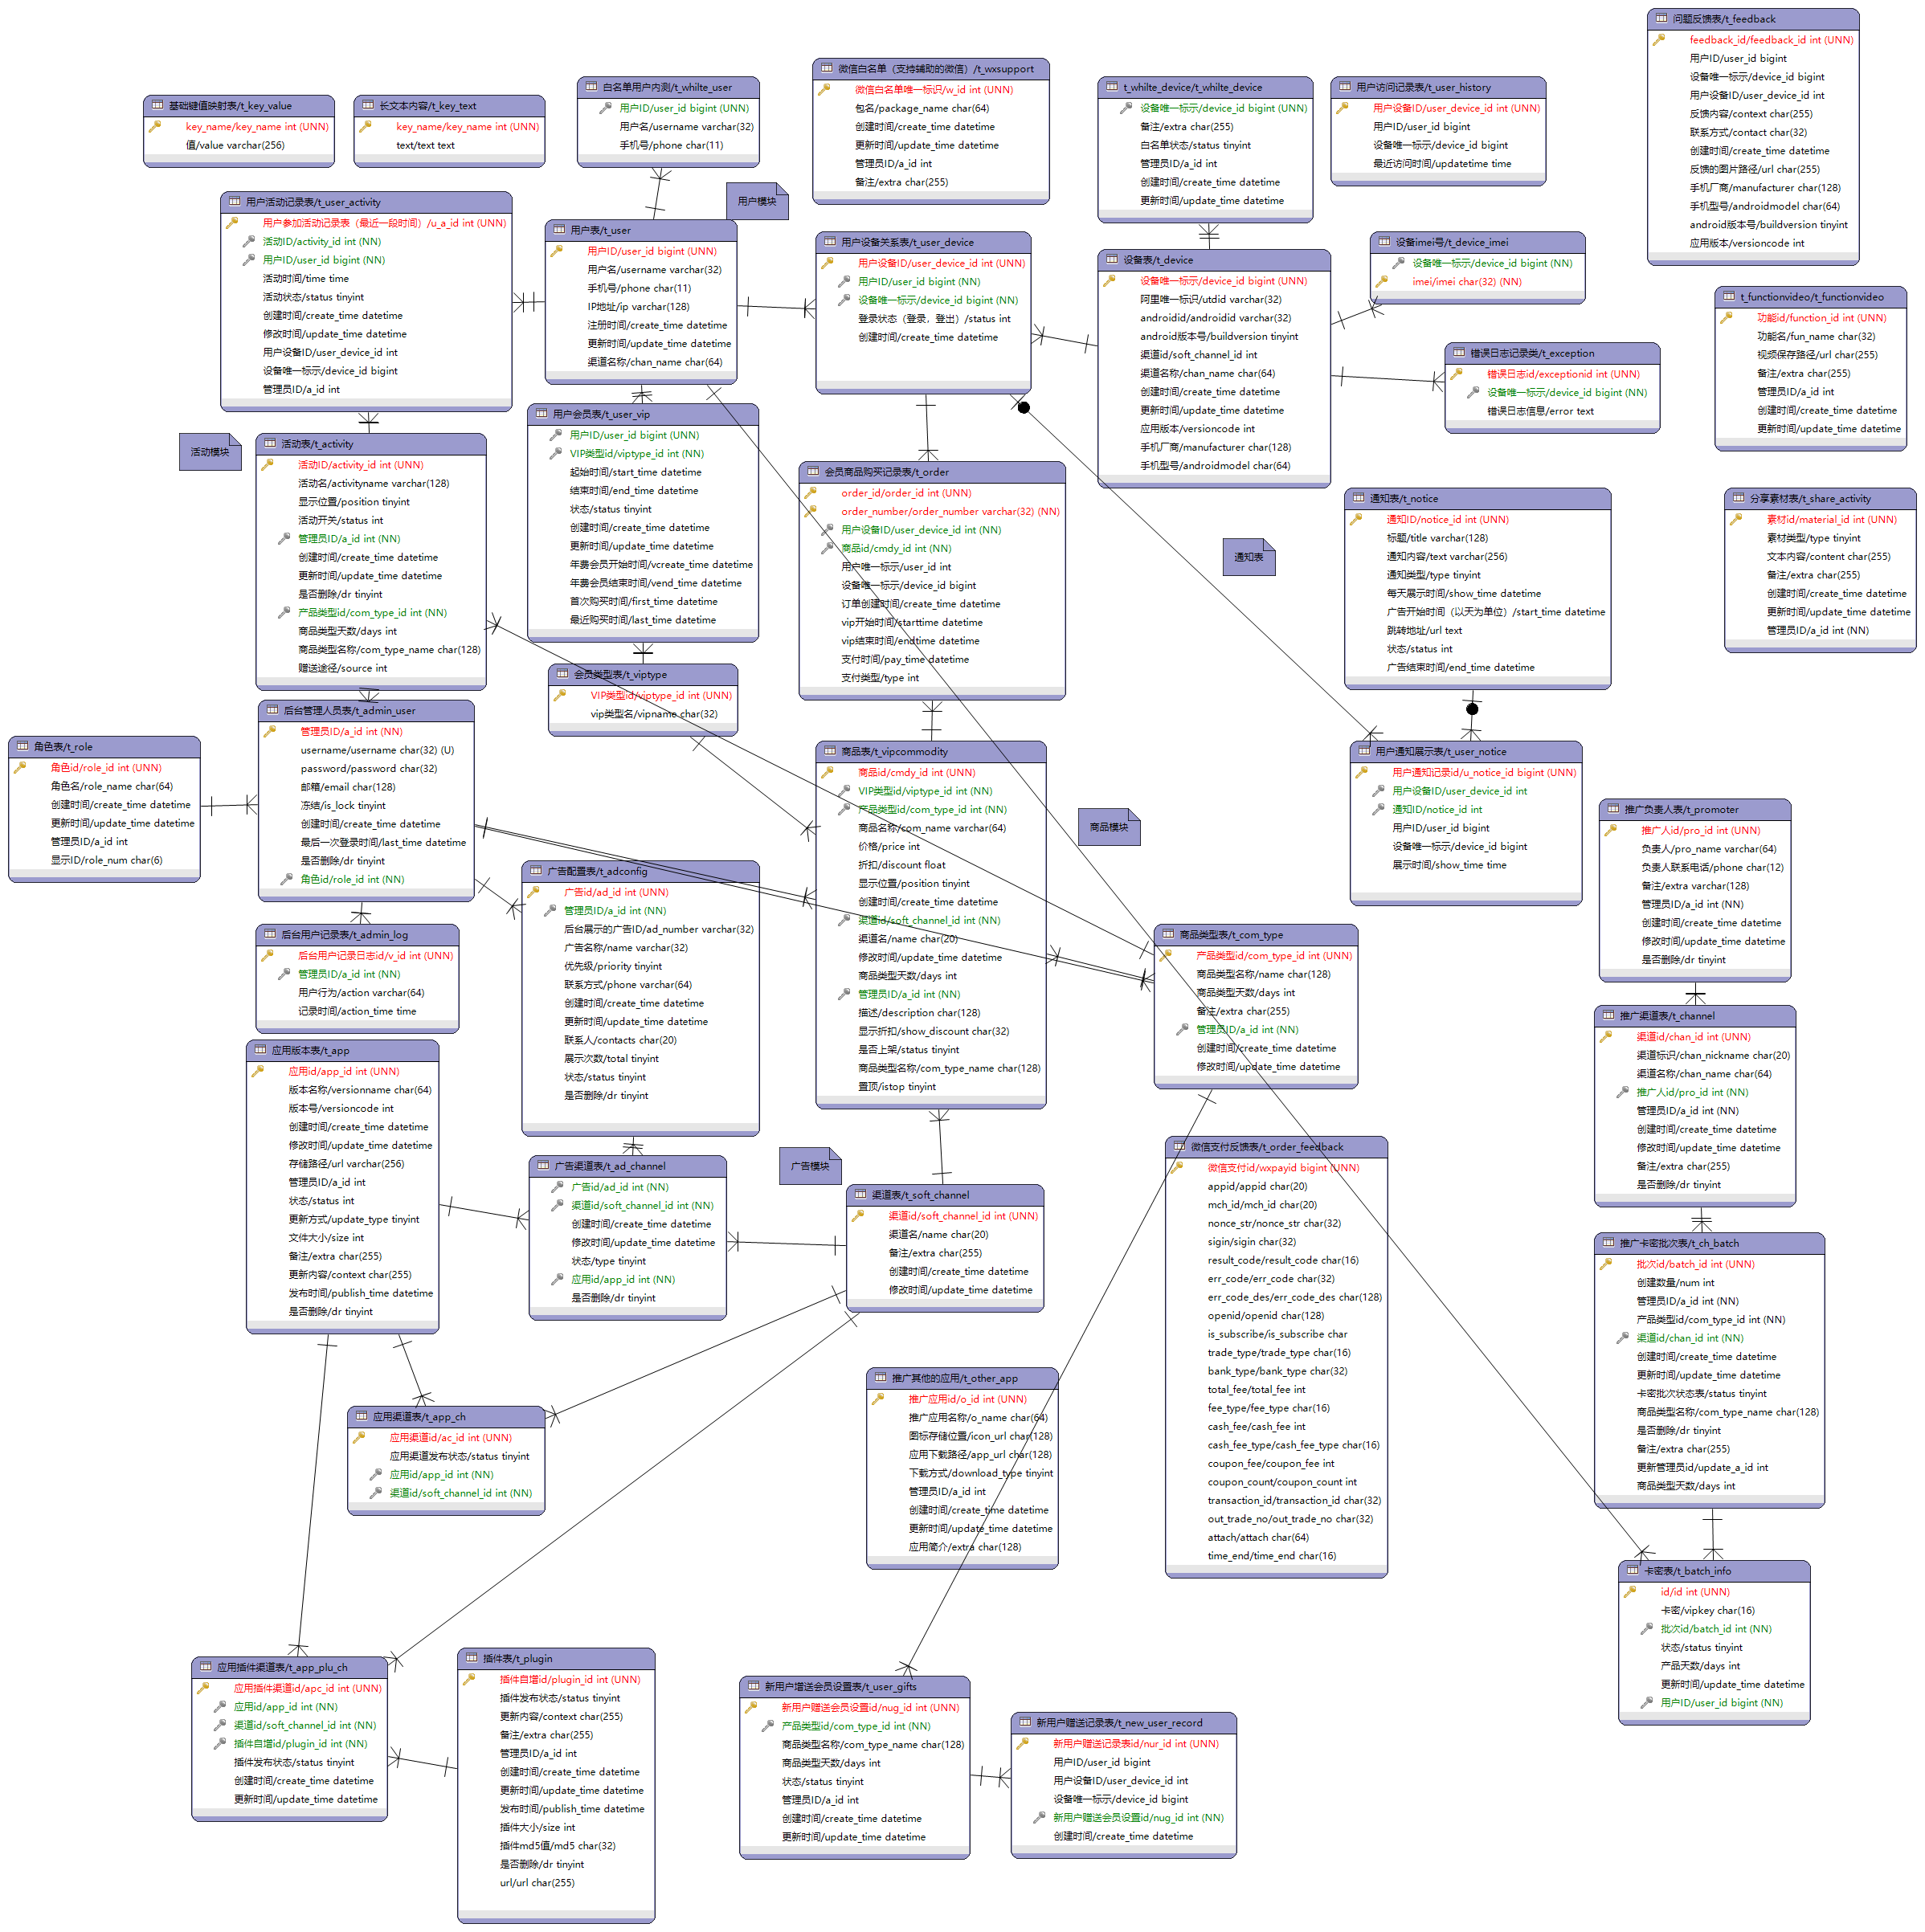 问题反馈表/t_feedback
feedback_id/feedback_id int (UNN)
用户ID/user_id bigint
设备唯一标示/device_id bigint
用户设备ID/user_device_id int
反馈内容/context char(255)
联系方式/contact char(32)
创建时间/create_time datetime
反馈的图片路径/url char(255)
手机厂商/manufacturer char(128)
手机型号/androidmodel char(64)
android版本号/buildversion tinyint
应用版本/versioncode int
基础键值映射表/t_key_value
key_name/key_name int (UNN)
值/value varchar(256)
长文本内容/t_key_text
key_name/key_name int (UNN)
text/text text
白名单用户内测/t_whilte_user
用户ID/user_id bigint (UNN)
用户名/username varchar(32)
手机号/phone char(11)
微信白名单（支持辅助的微信）/t_wxsupport
微信白名单唯一标识/w_id int (UNN)
包名/package_name char(64)
创建时间/create_time datetime
更新时间/update_time datetime
管理员ID/a_id int
备注/extra char(255)
t_whilte_device/t_whilte_device
设备唯一标示/device_id bigint (UNN)
备注/extra char(255)
白名单状态/status tinyint
管理员ID/a_id int
创建时间/create_time datetime
更新时间/update_time datetime
用户访问记录表/t_user_history
用户设备ID/user_device_id int (UNN)
用户ID/user_id bigint
设备唯一标示/device_id bigint
最近访问时间/updatetime time
用户模块
用户活动记录表/t_user_activity
用户参加活动记录表（最近一段时间）/u_a_id int (UNN)
活动ID/activity_id int (NN)
用户ID/user_id bigint (NN)
活动时间/time time
活动状态/status tinyint
创建时间/create_time datetime
修改时间/update_time datetime
用户设备ID/user_device_id int
设备唯一标示/device_id bigint
管理员ID/a_id int
用户表/t_user
用户ID/user_id bigint (UNN)
用户名/username varchar(32)
手机号/phone char(11)
IP地址/ip varchar(128)
注册时间/create_time datetime
更新时间/update_time datetime
渠道名称/chan_name char(64)
用户设备关系表/t_user_device
用户设备ID/user_device_id int (UNN)
用户ID/user_id bigint (NN)
设备唯一标示/device_id bigint (NN)
登录状态（登录，登出）/status int
创建时间/create_time datetime
设备表/t_device
设备唯一标示/device_id bigint (UNN)
阿里唯一标识/utdid varchar(32)
androidid/androidid varchar(32)
android版本号/buildversion tinyint
渠道id/soft_channel_id int
渠道名称/chan_name char(64)
创建时间/create_time datetime
更新时间/update_time datetime
应用版本/versioncode int
手机厂商/manufacturer char(128)
手机型号/androidmodel char(64)
设备imei号/t_device_imei
设备唯一标示/device_id bigint (NN)
imei/imei char(32) (NN)
错误日志记录类/t_exception
错误日志id/exceptionid int (UNN)
设备唯一标示/device_id bigint (NN)
错误日志信息/error text
t_functionvideo/t_functionvideo
功能id/function_id int (UNN)
功能名/fun_name char(32)
视频保存路径/url char(255)
备注/extra char(255)
管理员ID/a_id int
创建时间/create_time datetime
更新时间/update_time datetime
活动模块
活动表/t_activity
活动ID/activity_id int (UNN)
活动名/activityname varchar(128)
显示位置/position tinyint
活动开关/status int
管理员ID/a_id int (NN)
创建时间/create_time datetime
更新时间/update_time datetime
是否删除/dr tinyint
产品类型id/com_type_id int (NN)
商品类型天数/days int
商品类型名称/com_type_name char(128)
赠送途径/source int
用户会员表/t_user_vip
用户ID/user_id bigint (UNN)
VIP类型id/viptype_id int (NN)
起始时间/start_time datetime
结束时间/end_time datetime
状态/status tinyint
创建时间/create_time datetime
更新时间/update_time datetime
年费会员开始时间/vcreate_time datetime
年费会员结束时间/vend_time datetime
首次购买时间/first_time datetime
最近购买时间/last_time datetime
会员商品购买记录表/t_order
order_id/order_id int (UNN)
order_number/order_number varchar(32) (NN)
用户设备ID/user_device_id int (NN)
商品id/cmdy_id int (NN)
用户唯一标示/user_id int
设备唯一标示/device_id bigint
订单创建时间/create_time datetime
vip开始时间/starttime datetime
vip结束时间/endtime datetime
支付时间/pay_time datetime
支付类型/type int
通知表
通知表/t_notice
通知ID/notice_id int (UNN)
标题/title varchar(128)
通知内容/text varchar(256)
通知类型/type tinyint
每天展示时间/show_time datetime
广告开始时间（以天为单位）/start_time datetime
跳转地址/url text
状态/status int
广告结束时间/end_time datetime
分享素材表/t_share_activity
素材id/material_id int (UNN)
素材类型/type tinyint
文本内容/content char(255)
备注/extra char(255)
创建时间/create_time datetime
更新时间/update_time datetime
管理员ID/a_id int (NN)
会员类型表/t_viptype
VIP类型id/viptype_id int (UNN)
vip类型名/vipname char(32)
角色表/t_role
角色id/role_id int (UNN)
角色名/role_name char(64)
创建时间/create_time datetime
更新时间/update_time datetime
管理员ID/a_id int
显示ID/role_num char(6)
后台管理人员表/t_admin_user
管理员ID/a_id int (NN)
username/username char(32) (U)
password/password char(32)
邮箱/email char(128)
冻结/is_lock tinyint
创建时间/create_time datetime
最后一次登录时间/last_time datetime
是否删除/dr tinyint
角色id/role_id int (NN)
商品表/t_vipcommodity
商品id/cmdy_id int (UNN)
VIP类型id/viptype_id int (NN)
产品类型id/com_type_id int (NN)
商品名称/com_name varchar(64)
价格/price int
折扣/discount float
显示位置/position tinyint
创建时间/create_time datetime
渠道id/soft_channel_id int (NN)
渠道名/name char(20)
修改时间/update_time datetime
商品类型天数/days int
管理员ID/a_id int (NN)
描述/description char(128)
显示折扣/show_discount char(32)
是否上架/status tinyint
商品类型名称/com_type_name char(128)
置顶/istop tinyint
商品模块
用户通知展示表/t_user_notice
用户通知记录id/u_notice_id bigint (UNN)
用户设备ID/user_device_id int
通知ID/notice_id int
用户ID/user_id bigint
设备唯一标示/device_id bigint
展示时间/show_time time
推广负责人表/t_promoter
推广人id/pro_id int (UNN)
负责人/pro_name varchar(64)
负责人联系电话/phone char(12)
备注/extra varchar(128)
管理员ID/a_id int (NN)
创建时间/create_time datetime
修改时间/update_time datetime
是否删除/dr tinyint
广告配置表/t_adconfig
广告id/ad_id int (UNN)
管理员ID/a_id int (NN)
后台展示的广告ID/ad_number varchar(32)
广告名称/name varchar(32)
优先级/priority tinyint
联系方式/phone varchar(64)
创建时间/create_time datetime
更新时间/update_time datetime
联系人/contacts char(20)
展示次数/total tinyint
状态/status tinyint
是否删除/dr tinyint
后台用户记录表/t_admin_log
后台用户记录日志id/v_id int (UNN)
管理员ID/a_id int (NN)
用户行为/action varchar(64)
记录时间/action_time time
商品类型表/t_com_type
产品类型id/com_type_id int (UNN)
商品类型名称/name char(128)
商品类型天数/days int
备注/extra char(255)
管理员ID/a_id int (NN)
创建时间/create_time datetime
修改时间/update_time datetime
推广渠道表/t_channel
渠道id/chan_id int (UNN)
渠道标识/chan_nickname char(20)
渠道名称/chan_name char(64)
推广人id/pro_id int (NN)
管理员ID/a_id int (NN)
创建时间/create_time datetime
修改时间/update_time datetime
备注/extra char(255)
是否删除/dr tinyint
应用版本表/t_app
应用id/app_id int (UNN)
版本名称/versionname char(64)
版本号/versioncode int
创建时间/create_time datetime
修改时间/update_time datetime
存储路径/url varchar(256)
管理员ID/a_id int
状态/status int
更新方式/update_type tinyint
文件大小/size int
备注/extra char(255)
更新内容/context char(255)
发布时间/publish_time datetime
是否删除/dr tinyint
广告渠道表/t_ad_channel
广告id/ad_id int (NN)
渠道id/soft_channel_id int (NN)
创建时间/create_time datetime
修改时间/update_time datetime
状态/type tinyint
应用id/app_id int (NN)
是否删除/dr tinyint
广告模块
渠道表/t_soft_channel
渠道id/soft_channel_id int (UNN)
渠道名/name char(20)
备注/extra char(255)
创建时间/create_time datetime
修改时间/update_time datetime
微信支付反馈表/t_order_feedback
微信支付id/wxpayid bigint (UNN)
appid/appid char(20)
mch_id/mch_id char(20)
nonce_str/nonce_str char(32)
sigin/sigin char(32)
result_code/result_code char(16)
err_code/err_code char(32)
err_code_des/err_code_des char(128)
openid/openid char(128)
is_subscribe/is_subscribe char
trade_type/trade_type char(16)
bank_type/bank_type char(32)
total_fee/total_fee int
fee_type/fee_type char(16)
cash_fee/cash_fee int
cash_fee_type/cash_fee_type char(16)
coupon_fee/coupon_fee int
coupon_count/coupon_count int
transaction_id/transaction_id char(32)
out_trade_no/out_trade_no char(32)
attach/attach char(64)
time_end/time_end char(16)
推广卡密批次表/t_ch_batch
批次id/batch_id int (UNN)
创建数量/num int
管理员ID/a_id int (NN)
产品类型id/com_type_id int (NN)
渠道id/chan_id int (NN)
创建时间/create_time datetime
更新时间/update_time datetime
卡密批次状态表/status tinyint
商品类型名称/com_type_name char(128)
是否删除/dr tinyint
备注/extra char(255)
更新管理员id/update_a_id int
商品类型天数/days int
推广其他的应用/t_other_app
推广应用id/o_id int (UNN)
推广应用名称/o_name char(64)
图标存储位置/icon_url char(128)
应用下载路径/app_url char(128)
下载方式/download_type tinyint
管理员ID/a_id int
创建时间/create_time datetime
更新时间/update_time datetime
应用简介/extra char(128)
应用渠道表/t_app_ch
应用渠道id/ac_id int (UNN)
应用渠道发布状态/status tinyint
应用id/app_id int (NN)
渠道id/soft_channel_id int (NN)
卡密表/t_batch_info
id/id int (UNN)
卡密/vipkey char(16)
批次id/batch_id int (NN)
状态/status tinyint
产品天数/days int
更新时间/update_time datetime
用户ID/user_id bigint (NN)
应用插件渠道表/t_app_plu_ch
应用插件渠道id/apc_id int (UNN)
应用id/app_id int (NN)
渠道id/soft_channel_id int (NN)
插件自增id/plugin_id int (NN)
插件发布状态/status tinyint
创建时间/create_time datetime
更新时间/update_time datetime
插件表/t_plugin
插件自增id/plugin_id int (UNN)
插件发布状态/status tinyint
更新内容/context char(255)
备注/extra char(255)
管理员ID/a_id int
创建时间/create_time datetime
更新时间/update_time datetime
发布时间/publish_time datetime
插件大小/size int
插件md5值/md5 char(32)
是否删除/dr tinyint
url/url char(255)
新用户增送会员设置表/t_user_gifts
新用户赠送会员设置id/nug_id int (UNN)
产品类型id/com_type_id int (NN)
商品类型名称/com_type_name char(128)
商品类型天数/days int
状态/status tinyint
管理员ID/a_id int
创建时间/create_time datetime
更新时间/update_time datetime
新用户赠送记录表/t_new_user_record
新用户赠送记录表id/nur_id int (UNN)
用户ID/user_id bigint
用户设备ID/user_device_id int
设备唯一标示/device_id bigint
新用户赠送会员设置id/nug_id int (NN)
创建时间/create_time datetime